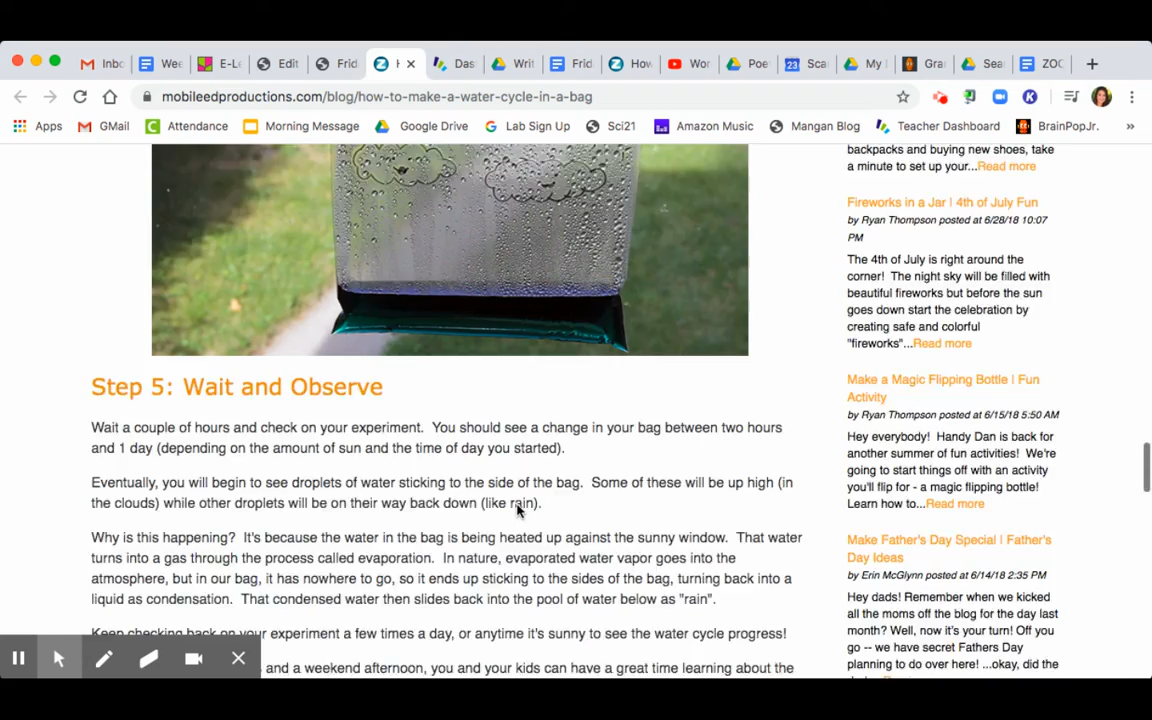 Inbo
Wee
E-Le
Edit
Frid
H
Das
Writ
Frid
How
Wor
Poe
Sca
My I
Gra
Sea
ZOC
mobileedproductions.com/blog/how-to-make-a-water-cycle-in-a-bag
Apps
GMail
Attendance
Morning Message
Google Drive
Lab Sign Up
Sci21
Amazon Music
Mangan Blog
Teacher Dashboard
BrainPopJr.
Step 5: Wait and Observe
Wait a couple of hours and check on your experiment. You should see a change in your bag between two hours
and 1 day (depending on the amount of sun and the time of day you started).
Eventually, you will begin to see droplets of water sticking to the side of the bag. Some of these will be up high (in
the clouds) while other droplets will be on their way back down (like rain).
Why is this happening? It's because the water in the bag is being heated up against the sunny window. That water
turns into a gas through the process called evaporation. In nature, evaporated water vapor goes into the
atmosphere, but in our bag, it has nowhere to go, so it ends up sticking to the sides of the bag, turning back into a
liquid as condensation. That condensed water then slides back into the pool of water below as "rain".
Keep checking back on your experiment a few times a day, or anytime it's sunny to see the water cycle progress!
and a weekend afternoon, you and your kids can have a great time learning about the
backpacks and buying new shoes, take
a minute to set up your...Read more
Fireworks in a Jar | 4th of July Fun
by Ryan Thompson posted at 6/28/18 10:07
PM
The 4th of July is right around the
corner! The night sky will be filled with
beautiful fireworks but before the sun
goes down start the celebration by
creating safe and colorful
"fireworks"...Read more
Make a Magic Flipping Bottle | Fun
Activity
by Ryan Thompson posted at 6/15/18 5:50 AM
Hey everybody! Handy Dan is back for
another summer of fun activities! We're
going to start things off with an activity
you'll flip for - a magic flipping bottle!
Learn how to...Read more
Make Father's Day Special | Father's
Day Ideas
by Erin McGlynn posted at 6/14/18 2:35 PM
Hey dads! Remember when we kicked
all the moms off the blog for the day last
month? Well, now it's your turn! Off you
go -- we have secret Fathers Day
planning to do over here! ...okay, did the